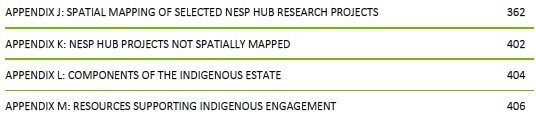 APPENDIX J: SPATIAL MAPPING OF SELECTED NESP HUB RESEARCH PROJECTS 362
APPENDIX K: NESP HUB PROJECTS NOT SPATIALLY MAPPED 402
APPENDIX L: COMPONENTS OF THE INDIGENOUS ESTATE 404
APPENDIX M: RESOURCES SUPPORTING INDIGENOUS ENGAGEMENT 406